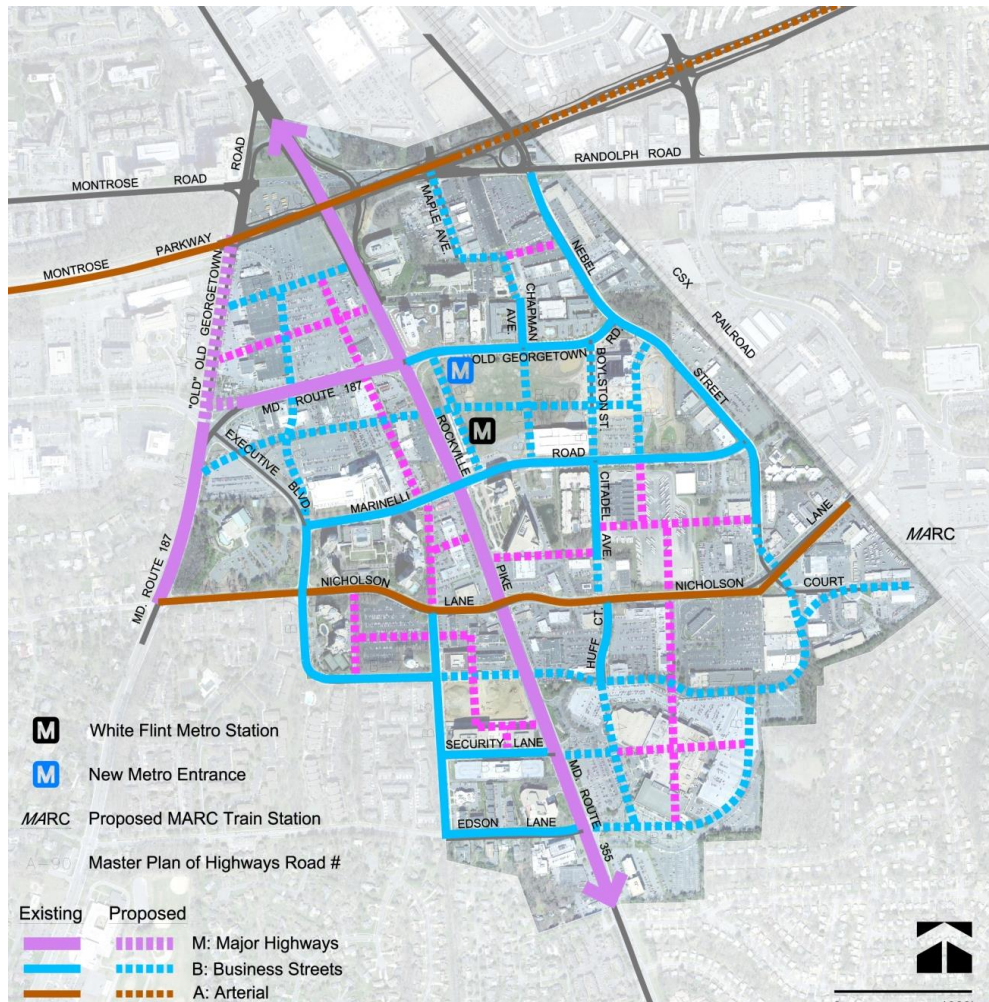 MONTROSE ROAD ROAD
RANDOLPH ROAD
MONTROSE PARKWAY
"OLD" OLD GEORGETOWN
MAPLE AVE.
NEBEL
STREET
CSX
RAILROAD
CHAPMAN
AVE.
OLD GEORGETOWN RD.
M
BOYLSTON ST.
MD. ROUTE 187
M
ROCKVILLE
EXECUTIVE
BLVD.
MARINELLI
ROAD
CITADEL AVE.
LANE
MARC
MD. ROUTE 187
NICHOLSON
LANE
PIKE
NICHOLSON
COURT
HUFF CT.
SECURITY LANE
MD. ROUTE 355
EDSON LANE
M White Flint Metro Station
M New Metro Entrance
MARC Proposed MARC Train Station
A-90 Master Plan of Highways Road #
Existing Proposed
M: Major Highways
B: Business Streets
A: Arterial